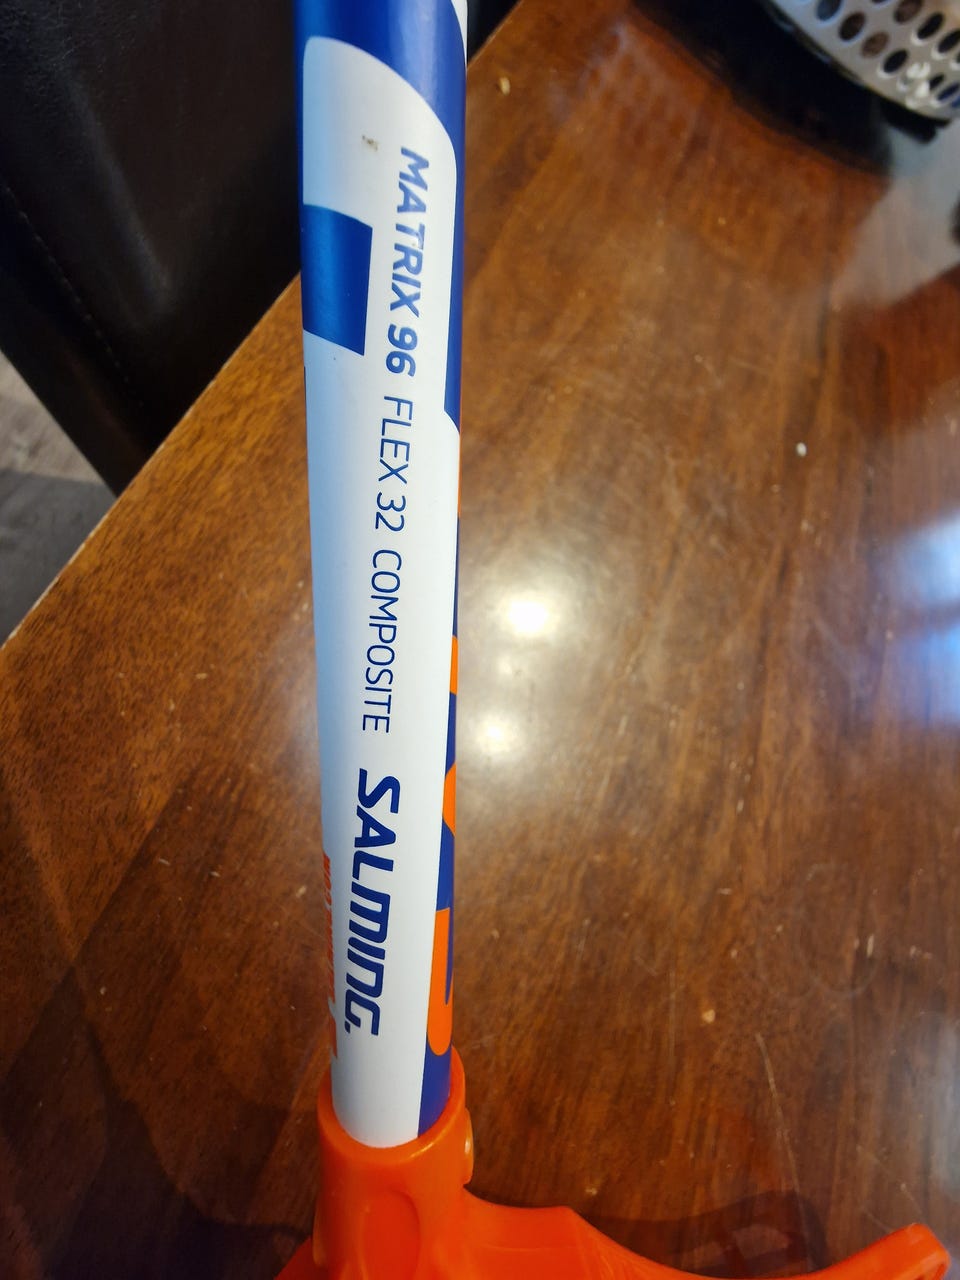 MATRIX 96 FLEX 32 COMPOSITE SALMING